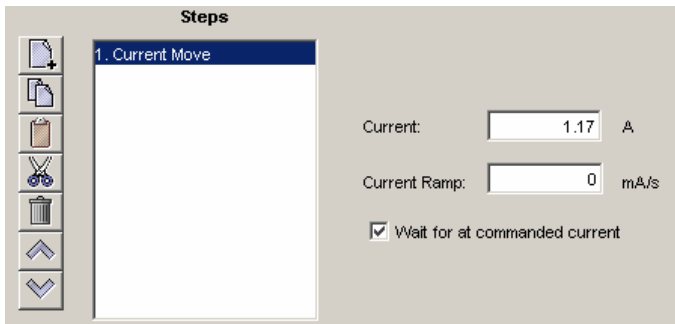 Steps
1. Current Move
Current: 1.17 A
Current Ramp: 0 mA/s
Wait for at commanded current